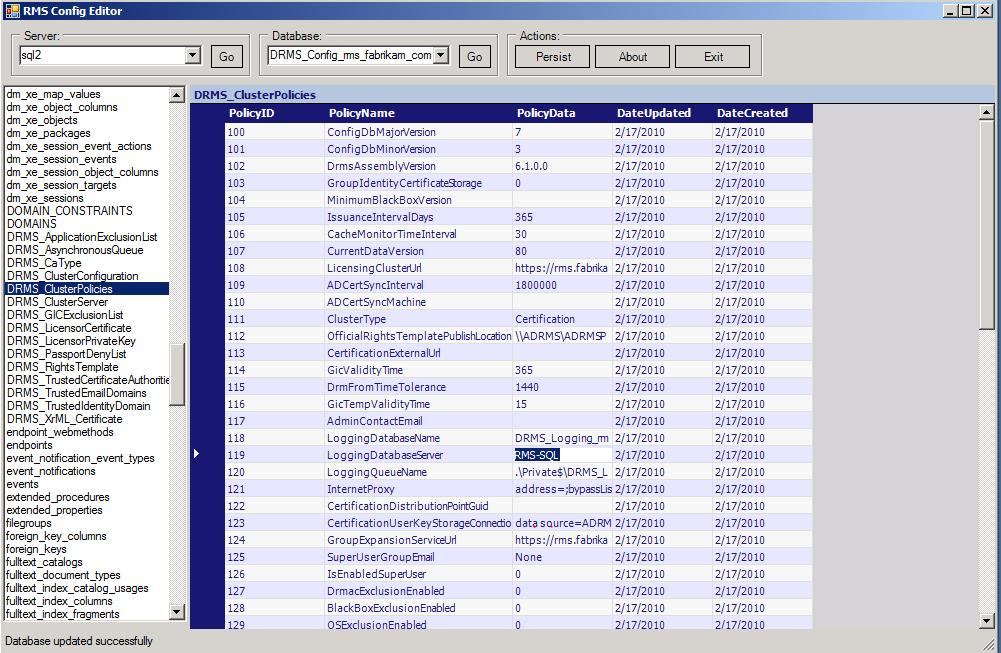 RMS Config Editor
Server: Database: Actions:
sql2 Go DRMS_Config_rms_fabrikam_com Go Persist About Exit
dm_xe_map_values
dm_xe_object_columns
dm_xe_objects
dm_xe_packages
dm_xe_session_event_actions
dm_xe_session_events
dm_xe_session_object_columns
dm_xe_session_targets
dm_xe_sessions
DOMAIN_CONSTRAINTS
DOMAINS
DRMS_ApplicationExclusionList
DRMS_AsynchronousQueue
DRMS_CaType
DRMS_ClusterConfiguration
DRMS_ClusterPolicies
DRMS_ClusterServer
DRMS_GICExclusionList
DRMS_LicensorCertificate
DRMS_LicensorPrivateKey
DRMS_PassportDenyList
DRMS_RightsTemplate
DRMS_TrustedCertificateAuthoritie
DRMS_TrustedEmailDomains
DRMS_TrustedIdentityDomain
DRMS_XrML_Certificate
endpoint_webmethods
endpoints
event_notification_event_types
event_notifications
events
extended_procedures
extended_properties
filegroups
foreign_key_columns
foreign_keys
fulltext_catalogs
fulltext_document_types
fulltext_index_catalog_usages
fulltext_index_columns
fulltext_index_fragments
DRMS_ClusterPolicies
PolicyID PolicyName PolicyData DateUpdated DateCreated
100 ConfigDbMajorVersion 7 2/17/2010 2/17/2010
101 ConfigDbMinorVersion 3 2/17/2010 2/17/2010
102 DrmsAssemblyVersion 6.1.0.0 2/17/2010 2/17/2010
103 GroupIdentityCertificateStorage 0 2/17/2010 2/17/2010
104 MinimumBlackBoxVersion 2/17/2010 2/17/2010
105 IssuanceIntervalDays 365 2/17/2010 2/17/2010
106 CacheMonitorTimeInterval 30 2/17/2010 2/17/2010
107 CurrentDataVersion 80 2/17/2010 2/17/2010
108 LicensingClusterUrl https://rms.fabrika 2/17/2010 2/17/2010
109 ADCertSyncInterval 1800000 2/17/2010 2/17/2010
110 ADCertSyncMachine 2/17/2010 2/17/2010
111 ClusterType Certification 2/17/2010 2/17/2010
112 OfficialRightsTemplatePublishLocation \\ADRMS\ADRMSP 2/17/2010 2/17/2010
113 CertificationExternalUrl 2/17/2010 2/17/2010
114 GicValidityTime 365 2/17/2010 2/17/2010
115 DrmFromTimeTolerance 1440 2/17/2010 2/17/2010
116 GicTempValidityTime 15 2/17/2010 2/17/2010
117 AdminContactEmail 2/17/2010 2/17/2010
118 LoggingDatabaseName DRMS_Logging_rm 2/17/2010 2/17/2010
119 LoggingDatabaseServer RMS-SQL 2/17/2010 2/17/2010
120 LoggingQueueName .\Private$\DRMS_L 2/17/2010 2/17/2010
121 InternetProxy address=;bypassLis 2/17/2010 2/17/2010
122 CertificationDistributionPointGuid 2/17/2010 2/17/2010
123 CertificationUserKeyStorageConnectio data source=ADRM 2/17/2010 2/17/2010
124 GroupExpansionServiceUrl https://rms.fabrika 2/17/2010 2/17/2010
125 SuperUserGroupEmail None 2/17/2010 2/17/2010
126 IsEnabledSuperUser 0 2/17/2010 2/17/2010
127 DrmacExclusionEnabled 0 2/17/2010 2/17/2010
128 BlackBoxExclusionEnabled 0 2/17/2010 2/17/2010
129 OSExclusionEnabled 0 2/17/2010 2/17/2010
Database updated successfully